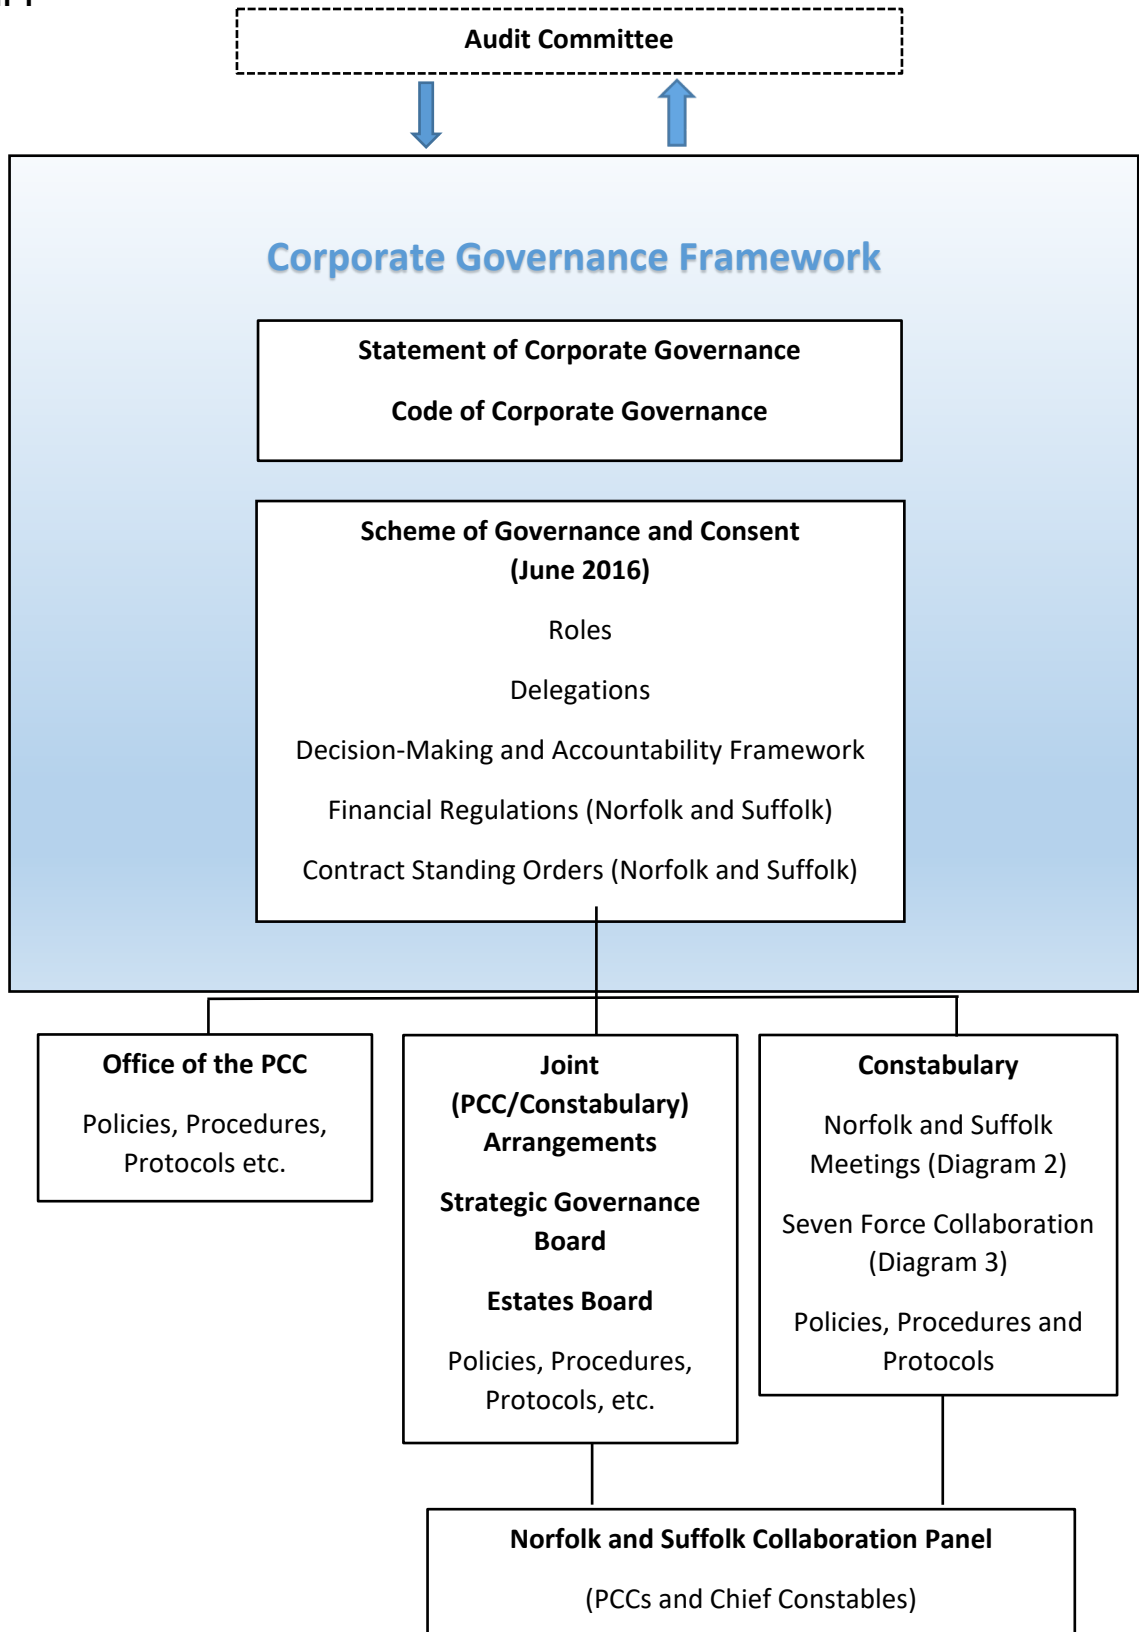 Audit Committee
Corporate Governance Framework
Statement of Corporate Governance
Code of Corporate Governance
Scheme of Governance and Consent
(June 2016)
Roles
Delegations
Decision-Making and Accountability Framework
Financial Regulations (Norfolk and Suffolk)
Contract Standing Orders (Norfolk and Suffolk)
Office of the PCC
Policies, Procedures,
Protocols etc.
Joint
(PCC/Constabulary)
Arrangements
Strategic Governance
Board
Estates Board
Policies, Procedures,
Protocols, etc.
Constabulary
Norfolk and Suffolk
Meetings (Diagram 2)
Seven Force Collaboration
(Diagram 3)
Policies, Procedures and
Protocols
Norfolk and Suffolk Collaboration Panel
(PCCs and Chief Constables)